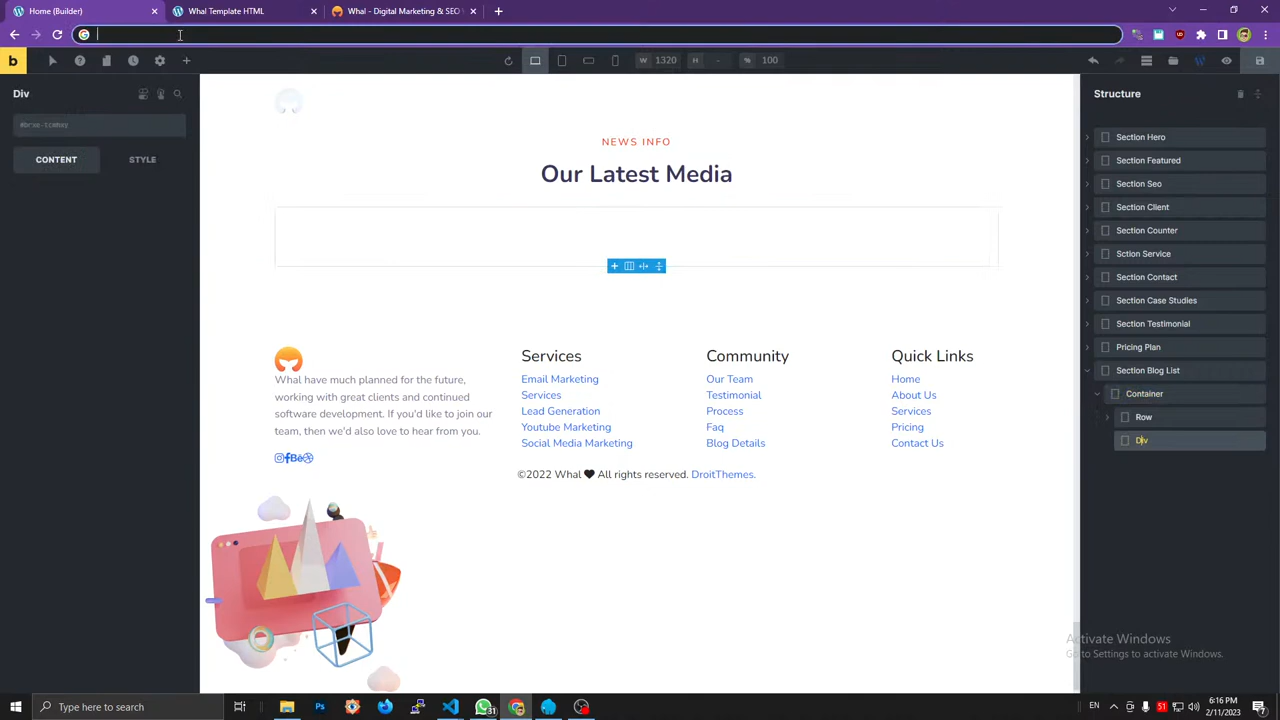 Home (Builder)
Whal Template HTML
Whal - Digital Marketing & SEO
b
W 1320 H - % 100
Div
#brxe-tcmhay
CONTENT
STYLE
NEWS INFO
Our Latest Media
Whal have much planned for the future,
working with great clients and continued
software development. If you'd like to join our
team, then we'd also love to hear from you.
Services
Email Marketing
Services
Lead Generation
Youtube Marketing
Social Media Marketing
Community
Our Team
Testimonial
Process
Faq
Blog Details
Quick Links
Home
About Us
Services
Pricing
Contact Us
©2022 Whal All rights reserved. DroitThemes.
Structure
Section Hero
Section Featured
Section Seo
Section Client
Section Counter
Sction Service
Section Contact
Section Case Studies
Section Testimonial
Pricing Plan
Section Blog List
Container
Row
Div
Activate Windows
Go to Settings to activate Windows.
Type here to search
31
EN
51
6:16 PM
2/11/2023